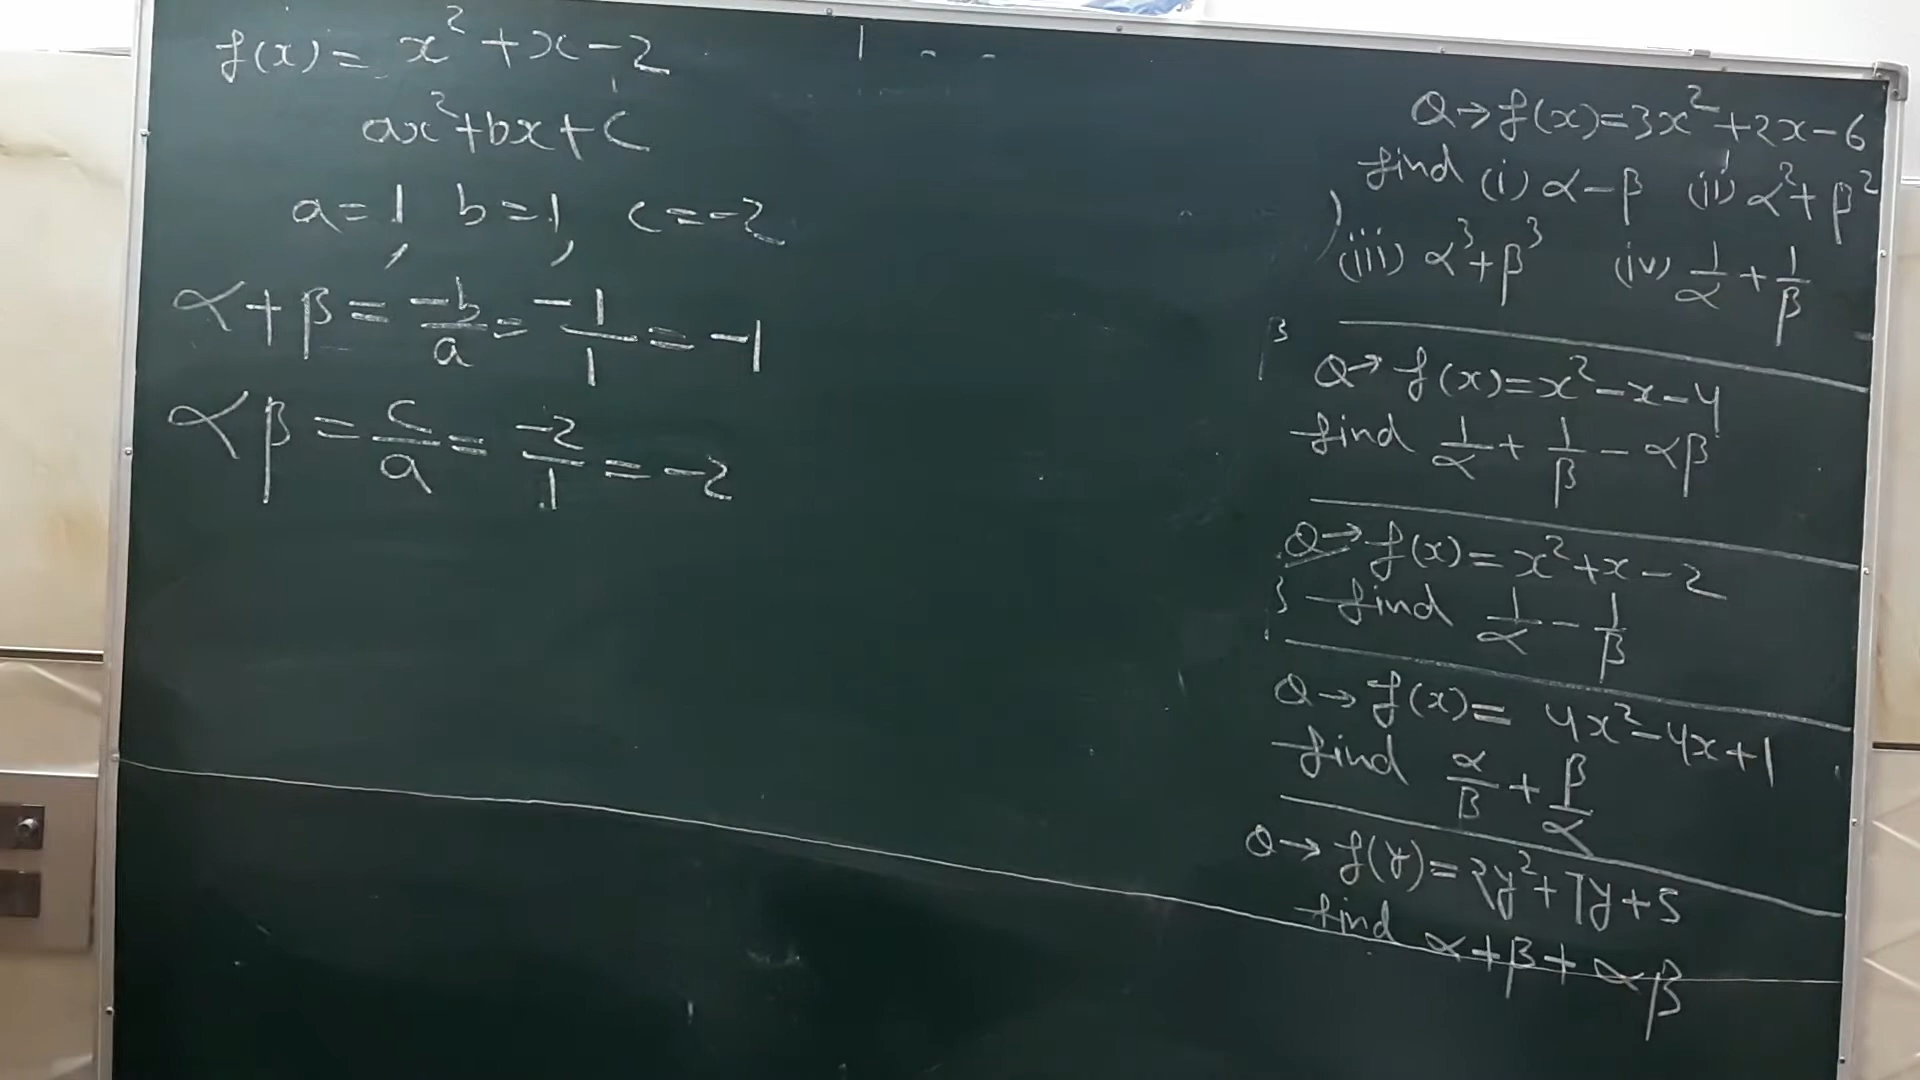 f(x) = x² + x - 2
ax² + bx + c
a = 1, b = 1, c = -2
α + β = -b/a = -1/1 = -1
αβ = c/a = -2/1 = -2
Q→ f(x) = 3x² + 2x - 6
find (i) α - β (ii) α² + β²
(iii) α³ + β³ (iv) 1/α + 1/β
Q→ f(x) = x² - x - 4
find 1/α + 1/β - αβ
Q→ f(x) = x² + x - 2
find 1/α - 1/β
Q→ f(x) = 4x² - 4x + 1
find α/β + β/α
Q→ f(y) = 2y² + 7y + 5
find α + β + αβ